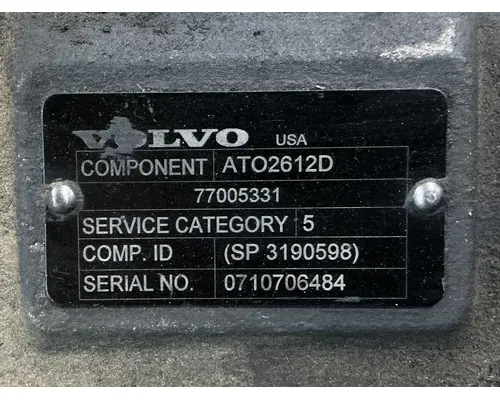 VOLVO USA
COMPONENT ATO2612D
77005331
SERVICE CATEGORY 5
COMP. ID (SP 3190598)
SERIAL NO. 0710706484